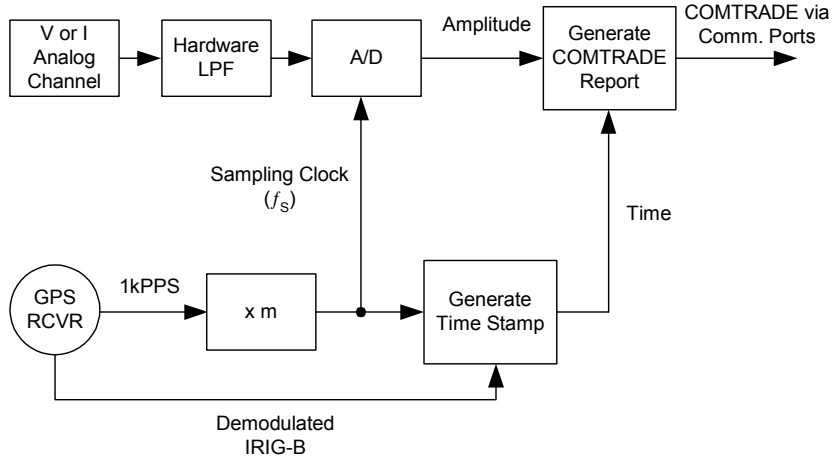 V or I
Analog
Channel
Hardware
LPF
A/D
Amplitude
Generate
COMTRADE
Report
COMTRADE via
Comm. Ports
Sampling Clock
(fS)
Time
GPS
RCVR
1kPPS
x m
Generate
Time Stamp
Demodulated
IRIG-B